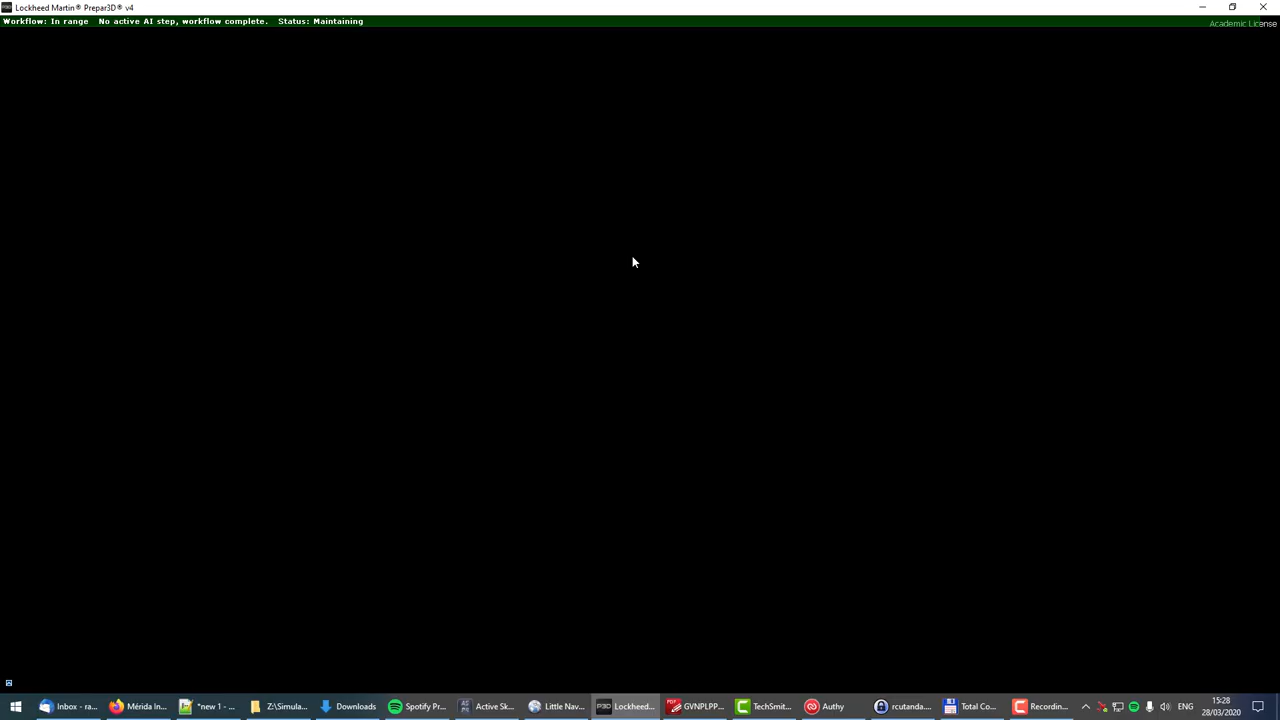 Lockheed Martin® Prepar3D® v4
Workflow: In range No active AI step, workflow complete. Status: Maintaining
Academic License
Inbox - ra...
Mérida In...
*new 1 - ...
Z:\Simula...
Downloads
Spotify Pr...
Active Sk...
Little Nav...
P3D
Lockheed...
PDF
GVNPLPP...
TechSmit...
Authy
rcutanda....
Total Co...
Recordin...
ENG
15:28
28/03/2020